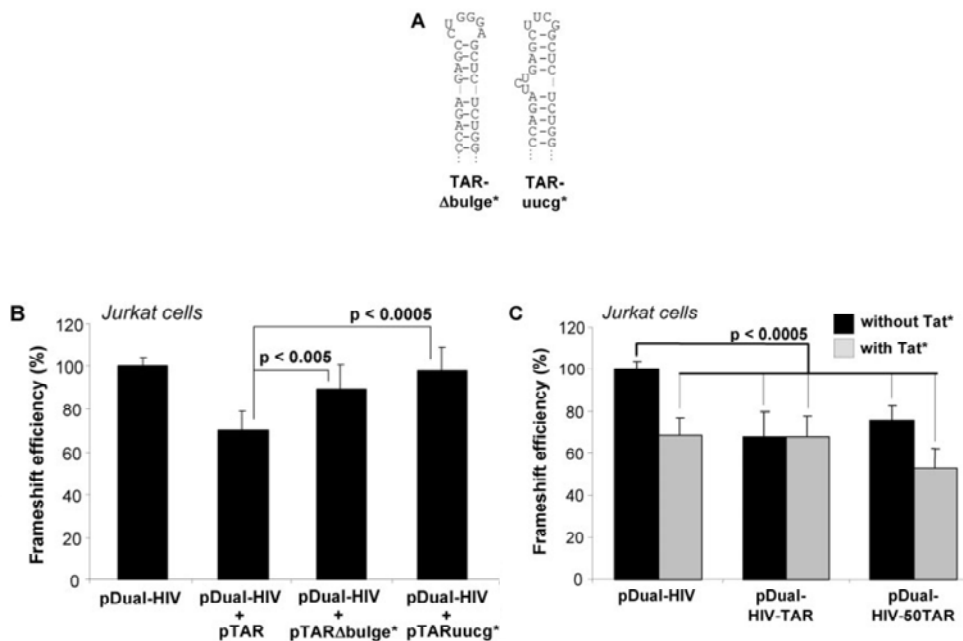 A
GGG
U A
C
C–G
G–C
A–U
G–C
A–U
G–C
A–U
C–G
C–G
TAR-
Δbulge*
UC
U G
C–G
G–C
A–U
G–C
U
C
U
A–U
G–C
A–U
C–G
C–G
TAR-
uucg*
B
Jurkat cells
p < 0.0005
p < 0.005
Frameshift efficiency (%)
120
100
80
60
40
20
0
pDual-HIV
pDual-HIV
+
pTAR
pDual-HIV
+
pTARΔbulge*
pDual-HIV
+
pTARuucg*
C
Jurkat cells
without Tat*
with Tat*
p < 0.0005
Frameshift efficiency (%)
120
100
80
60
40
20
0
pDual-HIV
pDual-
HIV-TAR
pDual-
HIV-50TAR